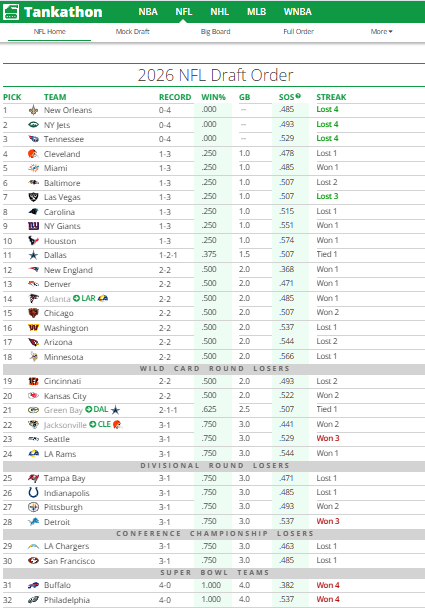 Tankathon NBA NFL NHL MLB WNBA
NFL Home Mock Draft Big Board Full Order More
2026 NFL Draft Order
PICK TEAM RECORD WIN% GB SOS? STREAK
1 New Orleans 0-4 .000 -- .485 Lost 4
2 NY Jets 0-4 .000 -- .493 Lost 4
3 Tennessee 0-4 .000 -- .529 Lost 4
4 Cleveland 1-3 .250 1.0 .478 Lost 1
5 Miami 1-3 .250 1.0 .485 Won 1
6 Baltimore 1-3 .250 1.0 .507 Lost 2
7 Las Vegas 1-3 .250 1.0 .507 Lost 3
8 Carolina 1-3 .250 1.0 .515 Lost 1
9 NY Giants 1-3 .250 1.0 .551 Won 1
10 Houston 1-3 .250 1.0 .574 Won 1
11 Dallas 1-2-1 .375 1.5 .507 Tied 1
12 New England 2-2 .500 2.0 .368 Won 1
13 Denver 2-2 .500 2.0 .471 Won 1
14 Atlanta LAR 2-2 .500 2.0 .485 Won 1
15 Chicago 2-2 .500 2.0 .507 Won 2
16 Washington 2-2 .500 2.0 .537 Lost 1
17 Arizona 2-2 .500 2.0 .544 Lost 2
18 Minnesota 2-2 .500 2.0 .566 Lost 1
WILD CARD ROUND LOSERS
19 Cincinnati 2-2 .500 2.0 .493 Lost 2
20 Kansas City 2-2 .500 2.0 .522 Won 2
21 Green Bay DAL 2-1-1 .625 2.5 .507 Tied 1
22 Jacksonville CLE 3-1 .750 3.0 .441 Won 2
23 Seattle 3-1 .750 3.0 .529 Won 3
24 LA Rams 3-1 .750 3.0 .544 Won 1
DIVISIONAL ROUND LOSERS
25 Tampa Bay 3-1 .750 3.0 .471 Lost 1
26 Indianapolis 3-1 .750 3.0 .485 Lost 1
27 Pittsburgh 3-1 .750 3.0 .493 Won 2
28 Detroit 3-1 .750 3.0 .537 Won 3
CONFERENCE CHAMPIONSHIP LOSERS
29 LA Chargers 3-1 .750 3.0 .463 Lost 1
30 San Francisco 3-1 .750 3.0 .485 Lost 1
SUPER BOWL TEAMS
31 Buffalo 4-0 1.000 4.0 .382 Won 4
32 Philadelphia 4-0 1.000 4.0 .537 Won 4